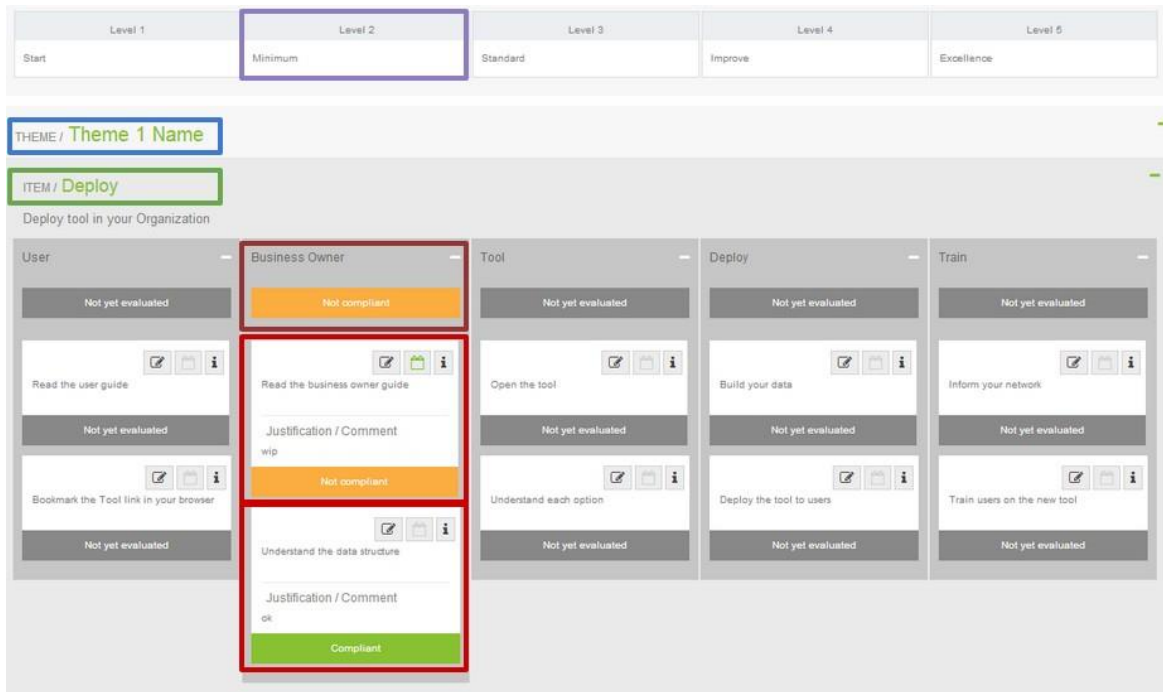 Level 1
Level 2
Level 3
Level 4
Level 5
Start
Minimum
Standard
Improve
Excellence
THEME / Theme 1 Name
ITEM / Deploy
Deploy tool in your Organization
User
Not yet evaluated
Read the user guide
Not yet evaluated
Bookmark the Tool link in your browser
Not yet evaluated
Business Owner
Not compliant
Read the business owner guide
Justification / Comment
wip
Not compliant
Understand the data structure
Justification / Comment
ok
Compliant
Tool
Not yet evaluated
Open the tool
Not yet evaluated
Understand each option
Not yet evaluated
Deploy
Not yet evaluated
Build your data
Not yet evaluated
Deploy the tool to users
Not yet evaluated
Train
Not yet evaluated
Inform your network
Not yet evaluated
Train users on the new tool
Not yet evaluated